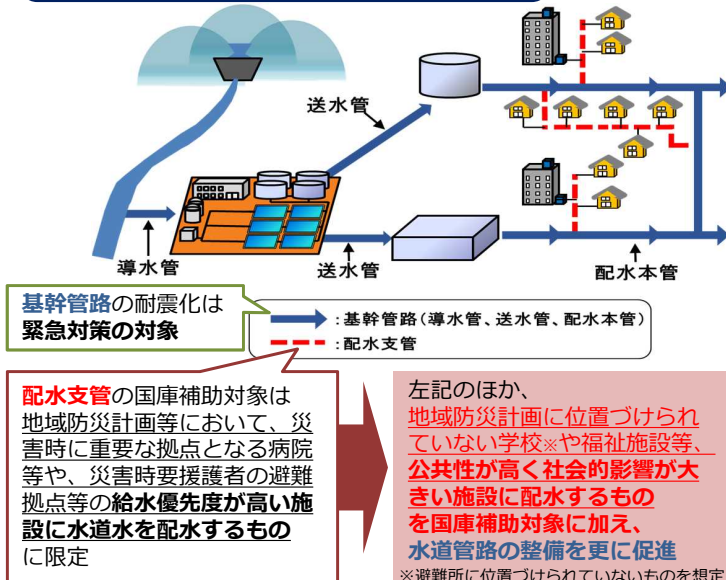 送水管
導水管
送水管
配水本管
基幹管路の耐震化は
緊急対策の対象
：基幹管路（導水管、送水管、配水本管）
：配水支管
配水支管の国庫補助対象は
地域防災計画等において、災
害時に重要な拠点となる病院
等や、災害時要援護者の避難
拠点等の給水優先度が高い施
設に水道水を配水するもの
に限定
左記のほか、
地域防災計画に位置づけられ
ていない学校※や福祉施設等、
公共性が高く社会的影響が大
きい施設に配水するもの
を国庫補助対象に加え、
水道管路の整備を更に促進
※避難所に位置づけられていないものを想定